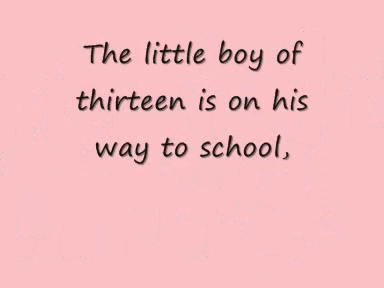 The little boy of
thirteen is on his
way to school,